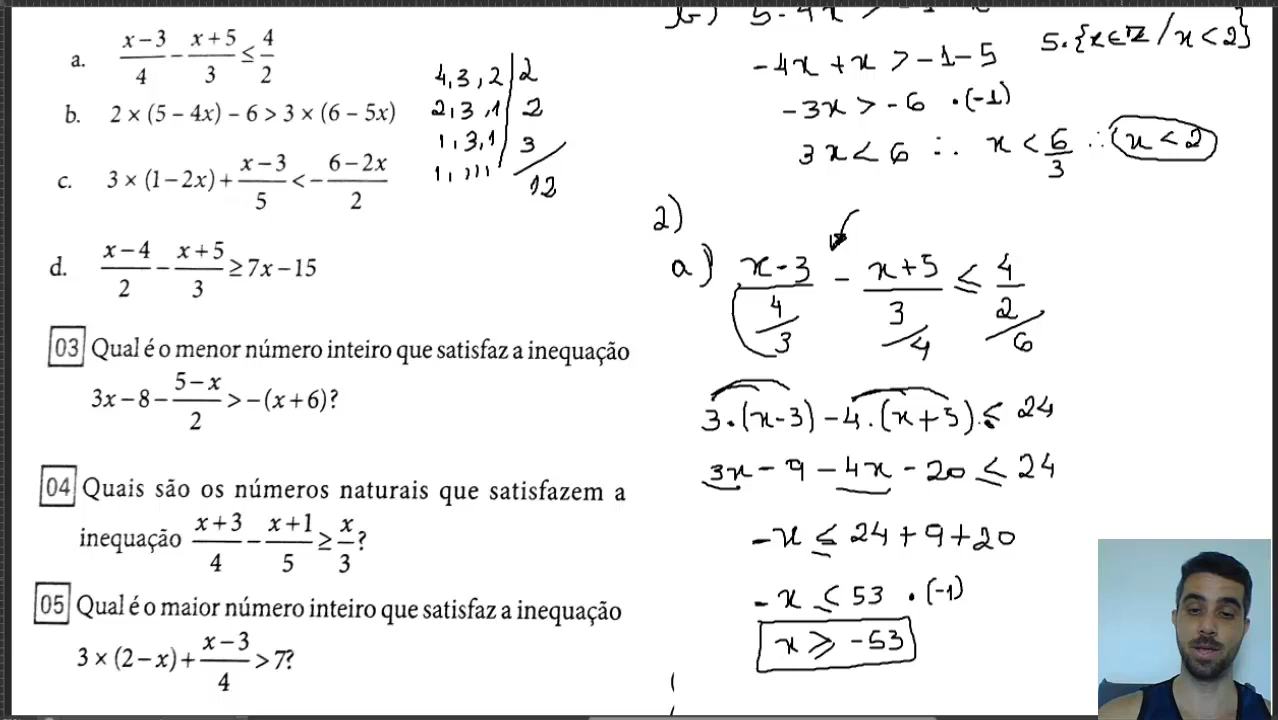 a. (x-3)/4 - (x+5)/3 ≤ 4/2
b. 2 × (5 - 4x) - 6 > 3 × (6 - 5x)
c. 3 × (1 - 2x) + (x-3)/5 < - (6-2x)/2
d. (x-4)/2 - (x+5)/3 ≥ 7x - 15
03 Qual é o menor número inteiro que satisfaz a inequação
3x - 8 - (5-x)/2 > -(x+6)?
04 Quais são os números naturais que satisfazem a
inequação (x+3)/4 - (x+1)/5 ≥ x/3?
05 Qual é o maior número inteiro que satisfaz a inequação
3 × (2 - x) + (x-3)/4 > 7?
4, 3, 2 | 2
2, 3, 1 | 2
1, 3, 1 | 3
1, 1, 1
12
S. {x ∈ Z / x < 2}
-4x + x > -1 - 5
-3x > -6 · (-1)
3x < 6 ∴ x < 6/3 ∴ x < 2
2)
a) (x-3)/4 - (x+5)/3 ≤ 4/2
3 4 6
3·(x-3) - 4·(x+5) ≤ 24
3x - 9 - 4x - 20 ≤ 24
-x ≤ 24 + 9 + 20
-x ≤ 53 · (-1)
x ≥ -53